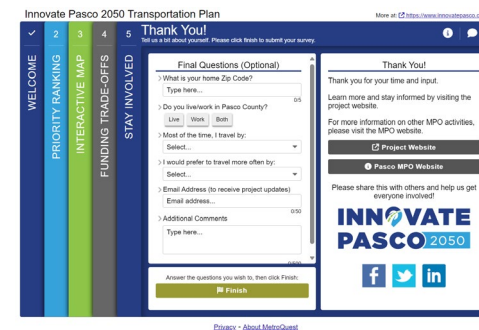 Innovate Pasco 2050 Transportation Plan
More at: https://www.innovatepasco.c
✓ 2 3 4 5
WELCOME
PRIORITY RANKING
INTERACTIVE MAP
FUNDING TRADE-OFFS
STAY INVOLVED
Thank You!
Tell us a bit about yourself. Please click finish to submit your survey.
Final Questions (Optional)
> What is your home Zip Code?
Type here...
0/5
> Do you live/work in Pasco County?
Live Work Both
> Most of the time, I travel by:
Select...
> I would prefer to travel more often by:
Select...
> Email Address (to receive project updates)
Email address...
0/50
> Additional Comments
Type here...
Answer the questions you wish to, then click Finish:
Finish
Thank You!
Thank you for your time and input.
Learn more and stay informed by visiting the
project website.
For more information on other MPO activities,
please visit the MPO website.
Project Website
Pasco MPO Website
Please share this with others and help us get
everyone involved!
INNOVATE
PASCO 2050
f in
Privacy - About MetroQuest